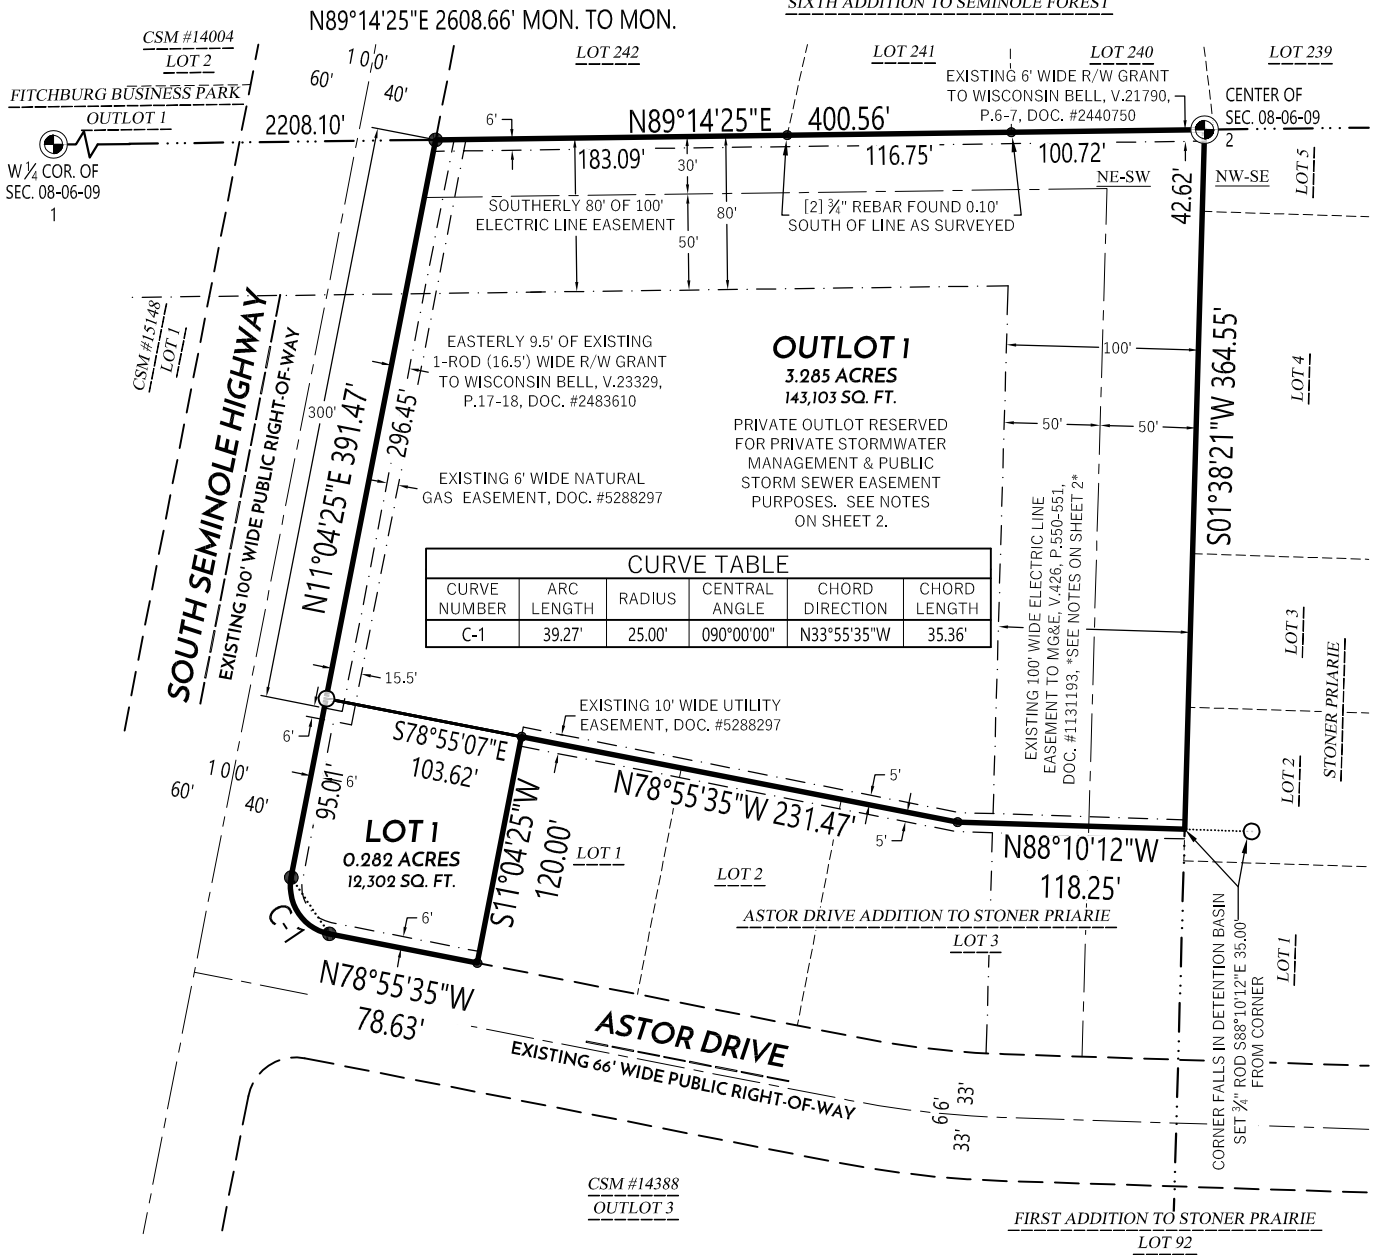 SIXTH ADDITION TO SEMINOLE FOREST
N89°14'25"E 2608.66' MON. TO MON.
CSM #14004
LOT 2
FITCHBURG BUSINESS PARK
OUTLOT 1
100'
60'
40'
LOT 242
LOT 241
LOT 240
LOT 239
EXISTING 6' WIDE R/W GRANT
TO WISCONSIN BELL, V.21790,
P.6-7, DOC. #2440750
CENTER OF
SEC. 08-06-09
2
2208.10'
6'
N89°14'25"E 400.56'
W ¼ COR. OF
SEC. 08-06-09
1
183.09'
30'
116.75'
100.72'
42.62'
NE-SW
NW-SE
LOT 5
SOUTHERLY 80' OF 100'
ELECTRIC LINE EASEMENT
80'
50'
[2] ¾" REBAR FOUND 0.10'
SOUTH OF LINE AS SURVEYED
CSM #15148
LOT 1
SOUTH SEMINOLE HIGHWAY
EXISTING 100' WIDE PUBLIC RIGHT-OF-WAY
300'
N11°04'25"E 391.47'
296.45'
EASTERLY 9.5' OF EXISTING
1-ROD (16.5') WIDE R/W GRANT
TO WISCONSIN BELL, V.23329,
P.17-18, DOC. #2483610
EXISTING 6' WIDE NATURAL
GAS EASEMENT, DOC. #5288297
OUTLOT 1
3.285 ACRES
143,103 SQ. FT.
PRIVATE OUTLOT RESERVED
FOR PRIVATE STORMWATER
MANAGEMENT & PUBLIC
STORM SEWER EASEMENT
PURPOSES. SEE NOTES
ON SHEET 2.
100'
50'
50'
S01°38'21"W 364.55'
LOT 4
EXISTING 100' WIDE ELECTRIC LINE
EASEMENT TO MG&E, V.426, P.550-551,
DOC. #1131193, *SEE NOTES ON SHEET 2*
CURVE TABLE
CURVE NUMBER ARC LENGTH RADIUS CENTRAL ANGLE CHORD DIRECTION CHORD LENGTH
C-1 39.27' 25.00' 090°00'00" N33°55'35"W 35.36'
LOT 3
STONER PRIARIE
LOT 2
15.5'
EXISTING 10' WIDE UTILITY
EASEMENT, DOC. #5288297
6'
S78°55'07"E
103.62'
100'
60'
40'
6'
95.01'
N78°55'35"W 231.47'
5'
5'
LOT 1
0.282 ACRES
12,302 SQ. FT.
S11°04'25"W
120.00'
LOT 1
LOT 2
N88°10'12"W
118.25'
ASTOR DRIVE ADDITION TO STONER PRIARIE
LOT 3
C-1
6'
N78°55'35"W
78.63'
CORNER FALLS IN DETENTION BASIN
SET ¾" ROD S88°10'12"E 35.00'
FROM CORNER
LOT 1
ASTOR DRIVE
EXISTING 66' WIDE PUBLIC RIGHT-OF-WAY
66'
33'
33'
CSM #14388
OUTLOT 3
FIRST ADDITION TO STONER PRAIRIE
LOT 92